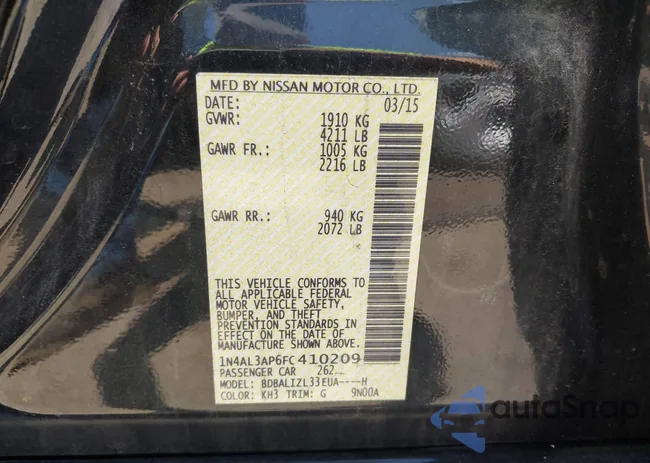 MFD BY NISSAN MOTOR CO., LTD.
DATE: 03/15
GVWR: 1910 KG
4211 LB
GAWR FR: 1005 KG
2216 LB
GAWR RR: 940 KG
2072 LB
THIS VEHICLE CONFORMS TO
ALL APPLICABLE FEDERAL
MOTOR VEHICLE SAFETY,
BUMPER, AND THEFT
PREVENTION STANDARDS IN
EFFECT ON THE DATE OF
MANUFACTURE SHOWN ABOVE.
1N4AL3AP6FC410209
PASSENGER CAR 262
MODEL: BDBALIZL33EUA----H
COLOR: KH3 TRIM: G 9N00A
autoSnap